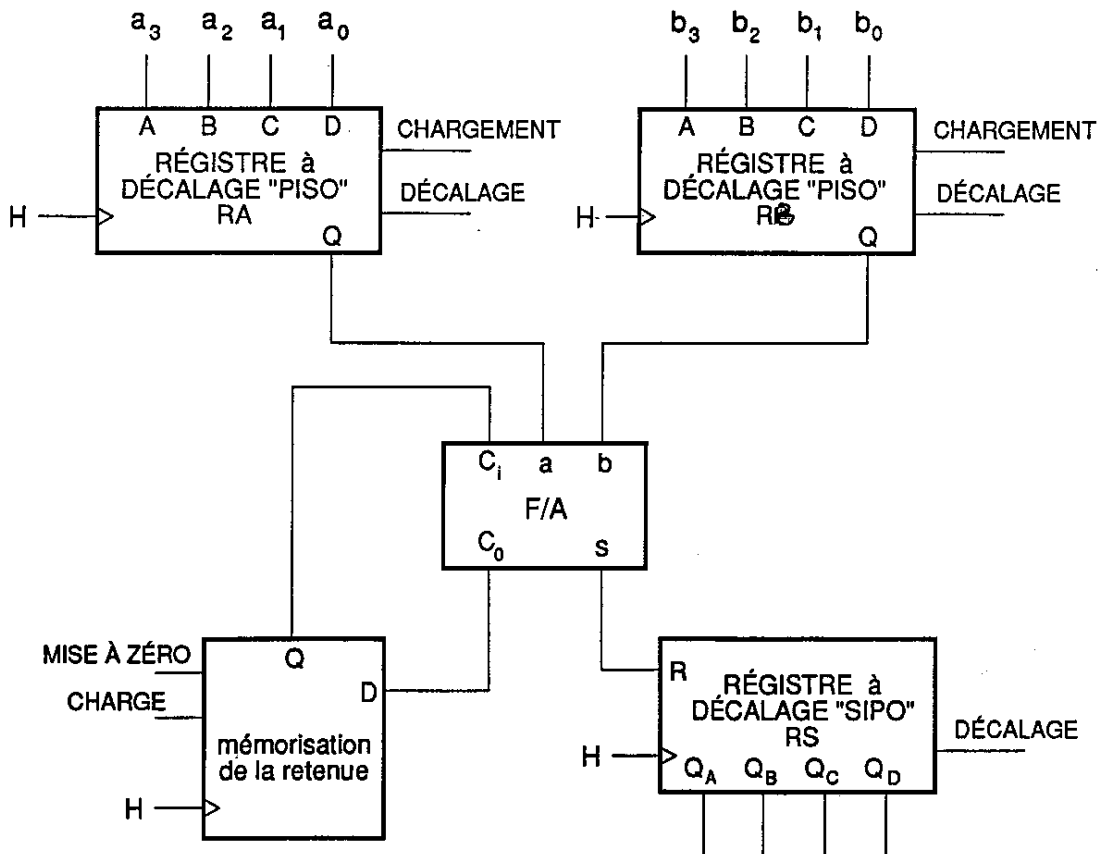 a3 a2 a1 a0
b3 b2 b1 b0
A B C D
RÉGISTRE à
DÉCALAGE "PISO"
RA
Q
CHARGEMENT
DÉCALAGE
H
A B C D
RÉGISTRE à
DÉCALAGE "PISO"
RB
Q
CHARGEMENT
DÉCALAGE
H
Ci a b
F/A
C0 s
MISE À ZÉRO
CHARGE
Q
D
mémorisation
de la retenue
H
R
RÉGISTRE à
DÉCALAGE "SIPO"
RS
QA QB QC QD
DÉCALAGE
H